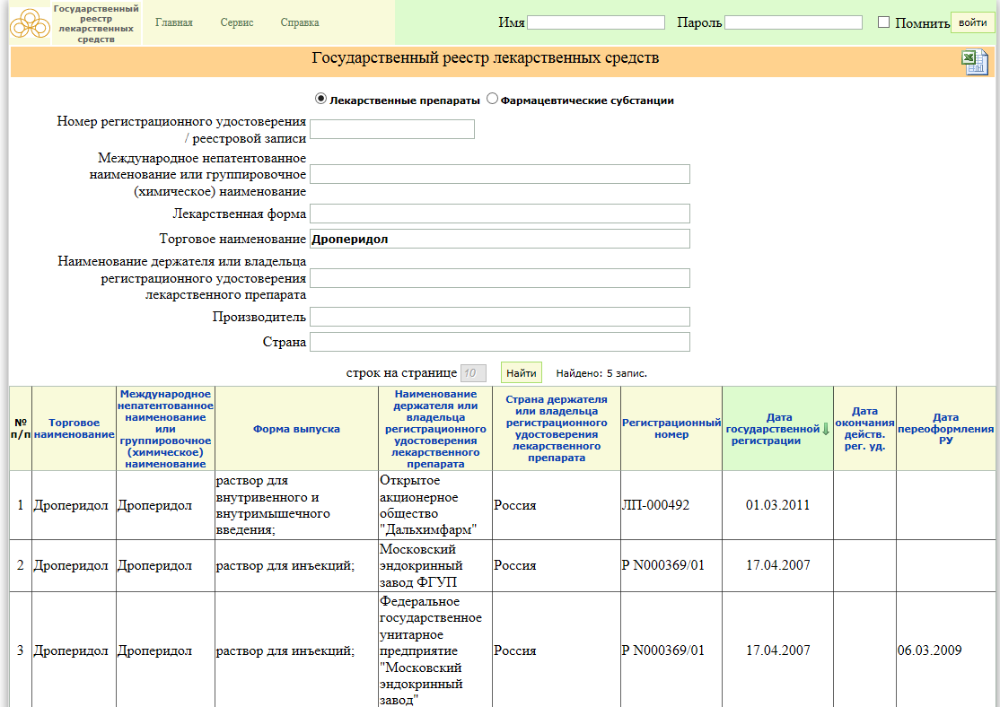 Государственный
реестр
лекарственных
средств
Главная
Сервис
Справка
Имя
Пароль
Помнить
войти
Государственный реестр лекарственных средств
Лекарственные препараты
Фармацевтические субстанции
Номер регистрационного удостоверения
/ реестровой записи
Международное непатентованное
наименование или группировочное
(химическое) наименование
Лекарственная форма
Торговое наименование
Дроперидол
Наименование держателя или владельца
регистрационного удостоверения
лекарственного препарата
Производитель
Страна
строк на странице
10
Найти
Найдено: 5 запис.
№
п/п
Торговое
наименование
Международное
непатентованное
наименование
или
группировочное
(химическое)
наименование
Форма выпуска
Наименование
держателя или
владельца
регистрационного
удостоверения
лекарственного
препарата
Страна держателя
или владельца
регистрационного
удостоверения
лекарственного
препарата
Регистрационный
номер
Дата
государственной
регистрации
Дата
окончания
действ.
рег. уд.
Дата
переоформления
РУ
1
Дроперидол
Дроперидол
раствор для
внутривенного и
внутримышечного
введения;
Открытое
акционерное
общество
"Дальхимфарм"
Россия
ЛП-000492
01.03.2011
2
Дроперидол
Дроперидол
раствор для инъекций;
Московский
эндокринный
завод ФГУП
Россия
Р N000369/01
17.04.2007
3
Дроперидол
Дроперидол
раствор для инъекций;
Федеральное
государственное
унитарное
предприятие
"Московский
эндокринный
завод"
Россия
Р N000369/01
17.04.2007
06.03.2009